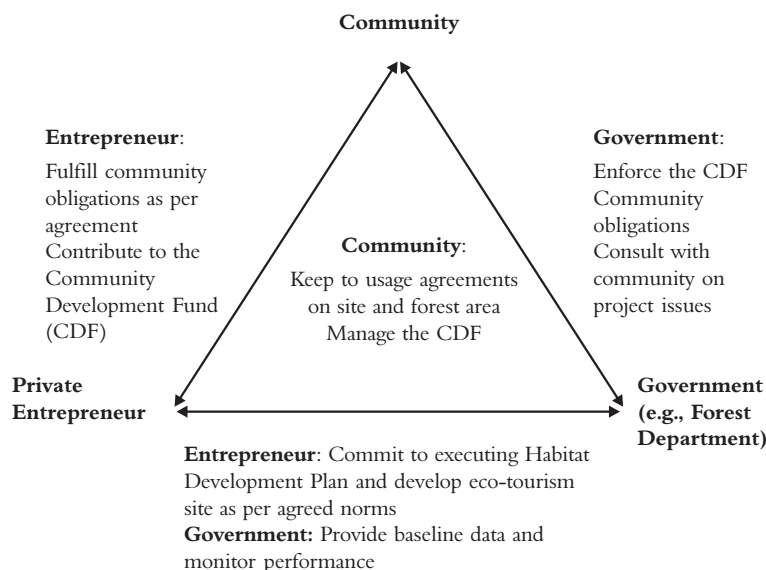 Community
Entrepreneur:
Fulfill community
obligations as per
agreement
Contribute to the
Community
Development Fund
(CDF)
Government:
Enforce the CDF
Community
obligations
Consult with
community on
project issues
Community:
Keep to usage agreements
on site and forest area
Manage the CDF
Private
Entrepreneur
Government
(e.g., Forest
Department)
Entrepreneur: Commit to executing Habitat
Development Plan and develop eco-tourism
site as per agreed norms
Government: Provide baseline data and
monitor performance